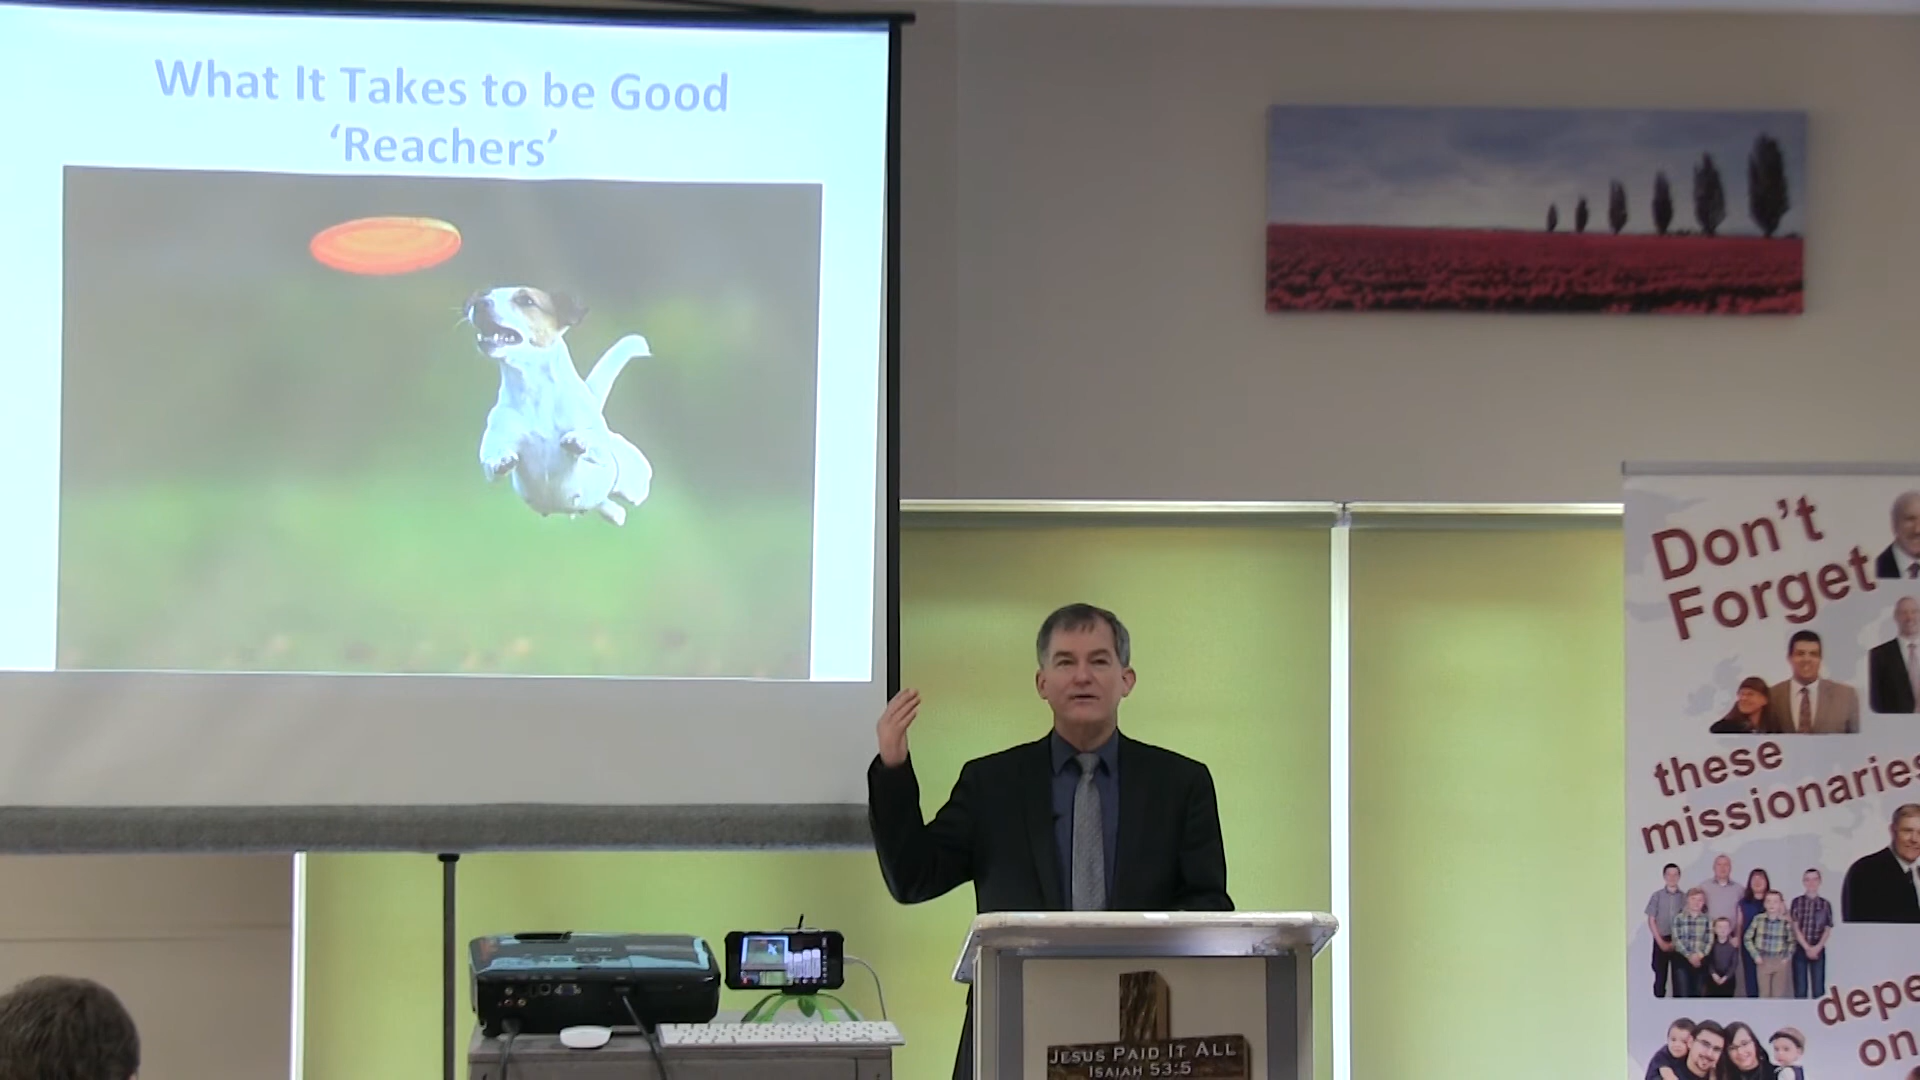 What It Takes to be Good
‘Reachers’
Don't
Forget
these
missionaries
on
JESUS PAID IT ALL
ISAIAH 53:5